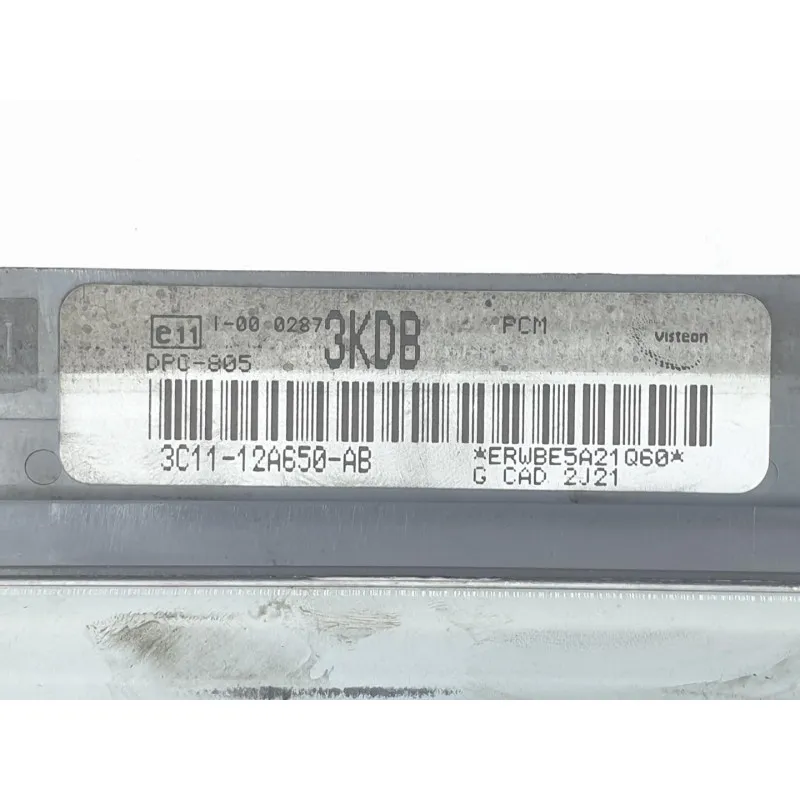 e11 I-00 0287 3KDB PCM Visteon
DPC-805
3C11-12A650-AB *ERWBE5A21Q60*
G CAD 2J21